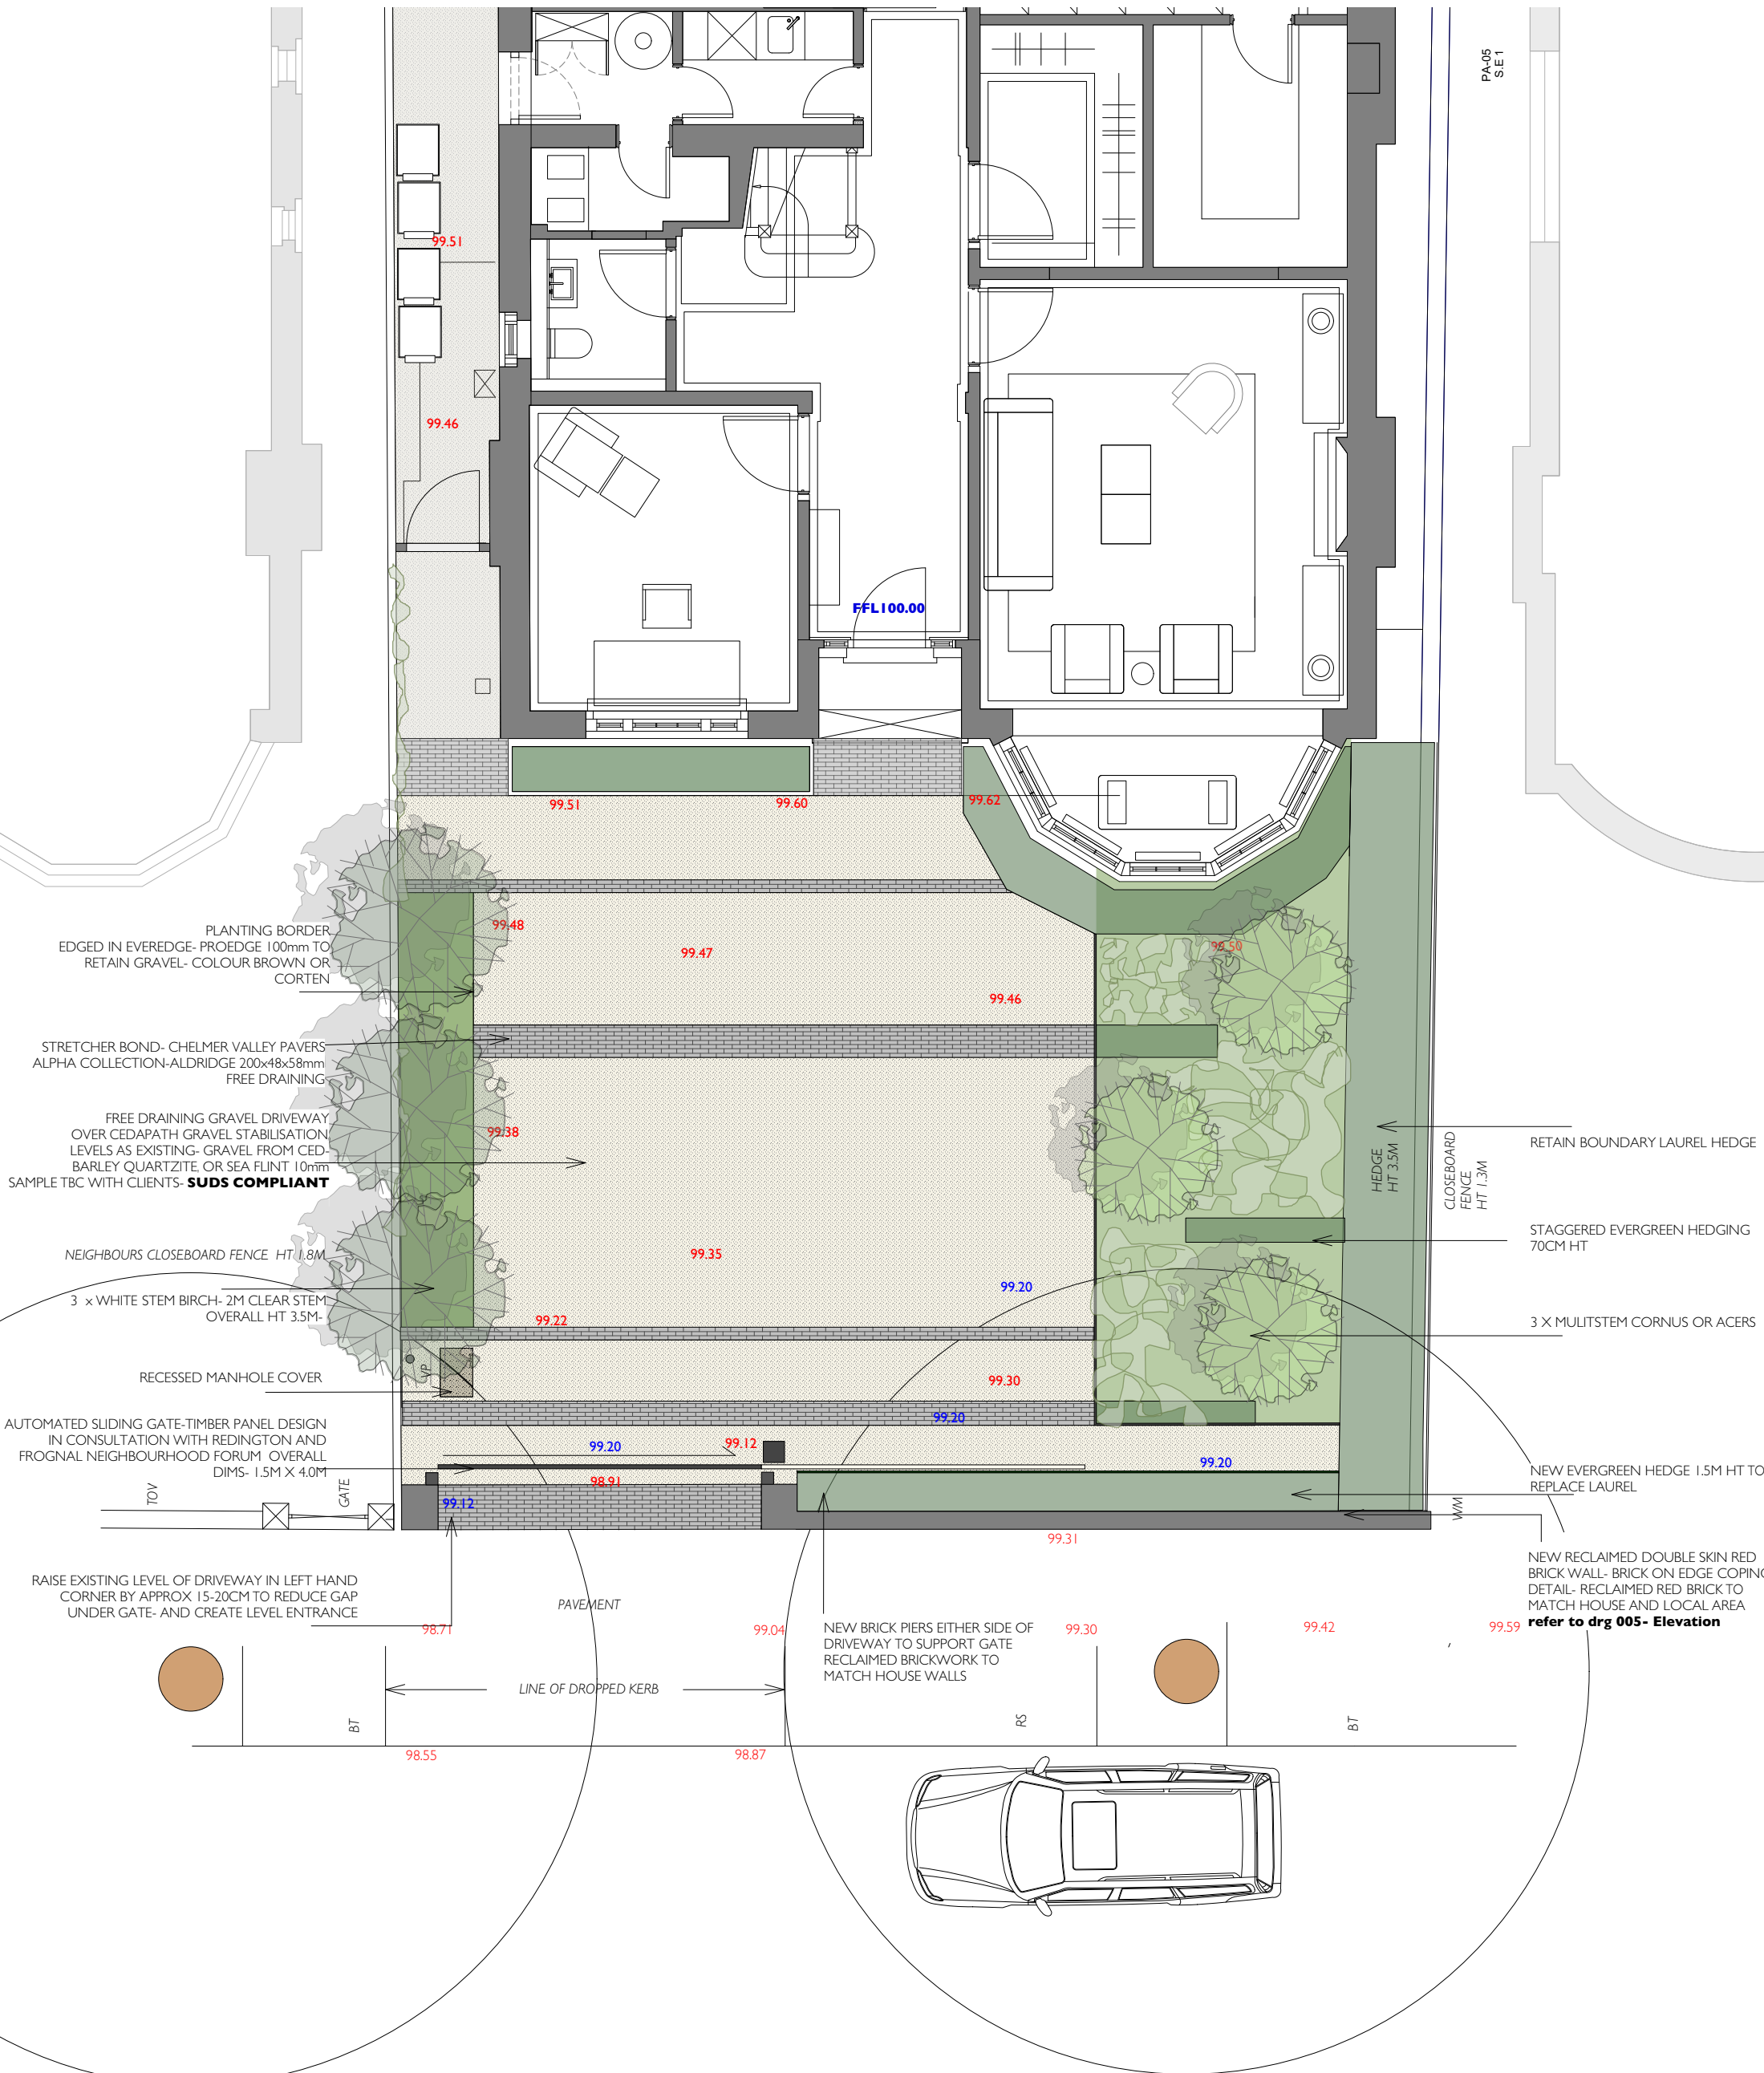 PA-05
S.E 1
99.51
99.46
FFL100.00
99.51
99.60
99.62
PLANTING BORDER
EDGED IN EVEREDGE- PROEDGE 100mm TO
RETAIN GRAVEL- COLOUR BROWN OR
CORTEN
99.48
99.47
99.50
99.46
STRETCHER BOND- CHELMER VALLEY PAVERS
ALPHA COLLECTION-ALDRIDGE 200x48x58mm
FREE DRAINING
FREE DRAINING GRAVEL DRIVEWAY
OVER CEDAPATH GRAVEL STABILISATION
LEVELS AS EXISTING- GRAVEL FROM CED-
BARLEY QUARTZITE, OR SEA FLINT 10mm
SAMPLE TBC WITH CLIENTS- SUDS COMPLIANT
99.38
HEDGE
HT 3.5M
CLOSEBOARD
FENCE
HT 1.3M
RETAIN BOUNDARY LAUREL HEDGE
STAGGERED EVERGREEN HEDGING
70CM HT
NEIGHBOURS CLOSEBOARD FENCE HT 1.8M
99.35
99.20
3 x WHITE STEM BIRCH- 2M CLEAR STEM
OVERALL HT 3.5M-
99.22
3 X MULITSTEM CORNUS OR ACERS
RECESSED MANHOLE COVER
VP
99.30
AUTOMATED SLIDING GATE-TIMBER PANEL DESIGN
IN CONSULTATION WITH REDINGTON AND
FROGNAL NEIGHBOURHOOD FORUM OVERALL
DIMS- 1.5M X 4.0M
99.20
99.20
99.12
99.20
98.91
99.12
NEW EVERGREEN HEDGE 1.5M HT TO
REPLACE LAUREL
TOV
GATE
WM
99.31
NEW RECLAIMED DOUBLE SKIN RED
BRICK WALL- BRICK ON EDGE COPING
DETAIL- RECLAIMED RED BRICK TO
MATCH HOUSE AND LOCAL AREA
refer to drg 005- Elevation
RAISE EXISTING LEVEL OF DRIVEWAY IN LEFT HAND
CORNER BY APPROX 15-20CM TO REDUCE GAP
UNDER GATE- AND CREATE LEVEL ENTRANCE
PAVEMENT
98.71
99.04
NEW BRICK PIERS EITHER SIDE OF
DRIVEWAY TO SUPPORT GATE
RECLAIMED BRICKWORK TO
MATCH HOUSE WALLS
99.30
99.42
99.59
LINE OF DROPPED KERB
BT
RS
BT
98.55
98.87